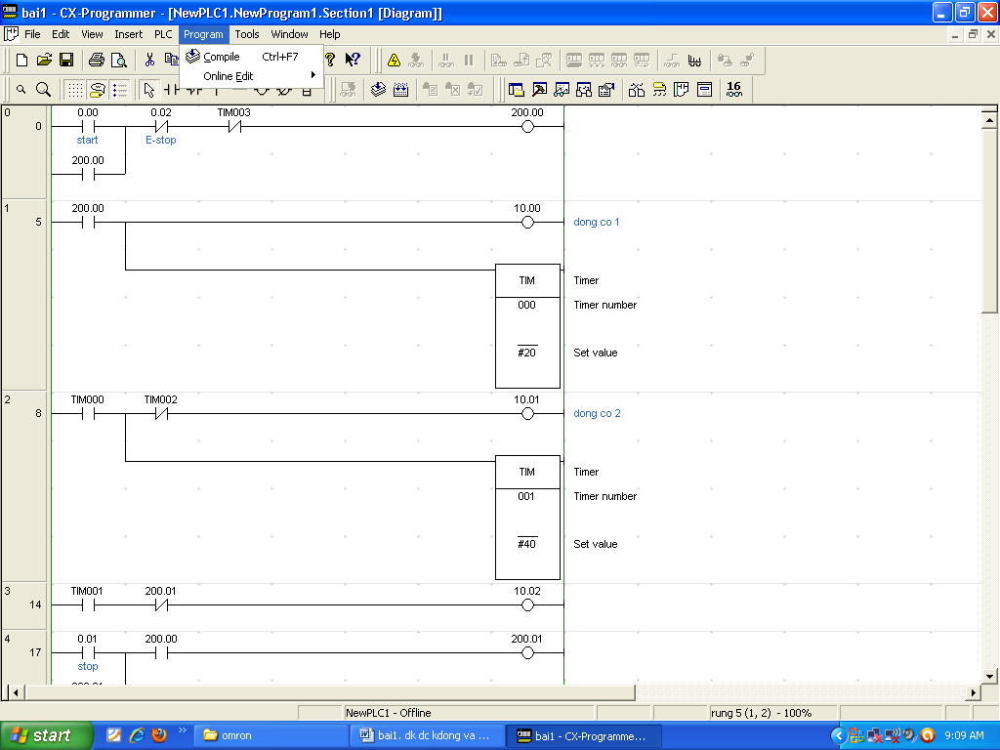 bai1 - CX-Programmer - [NewPLC1.NewProgram1.Section1 [Diagram]]
File Edit View Insert PLC Program Tools Window Help
Compile Ctrl+F7
Online Edit
16
0
0
0.00 0.02 TIM003 200.00
start E-stop
200.00
1
5
200.00 10.00
dong co 1
TIM Timer
000 Timer number
#20 Set value
2
8
TIM000 TIM002 10.01
dong co 2
TIM Timer
001 Timer number
#40 Set value
3
14
TIM001 200.01 10.02
4
17
0.01 200.00 200.01
stop
NewPLC1 - Offline
rung 5 (1, 2) - 100%
start
omron
bai1. dk dc kdong va ...
bai1 - CX-Programme...
9:09 AM